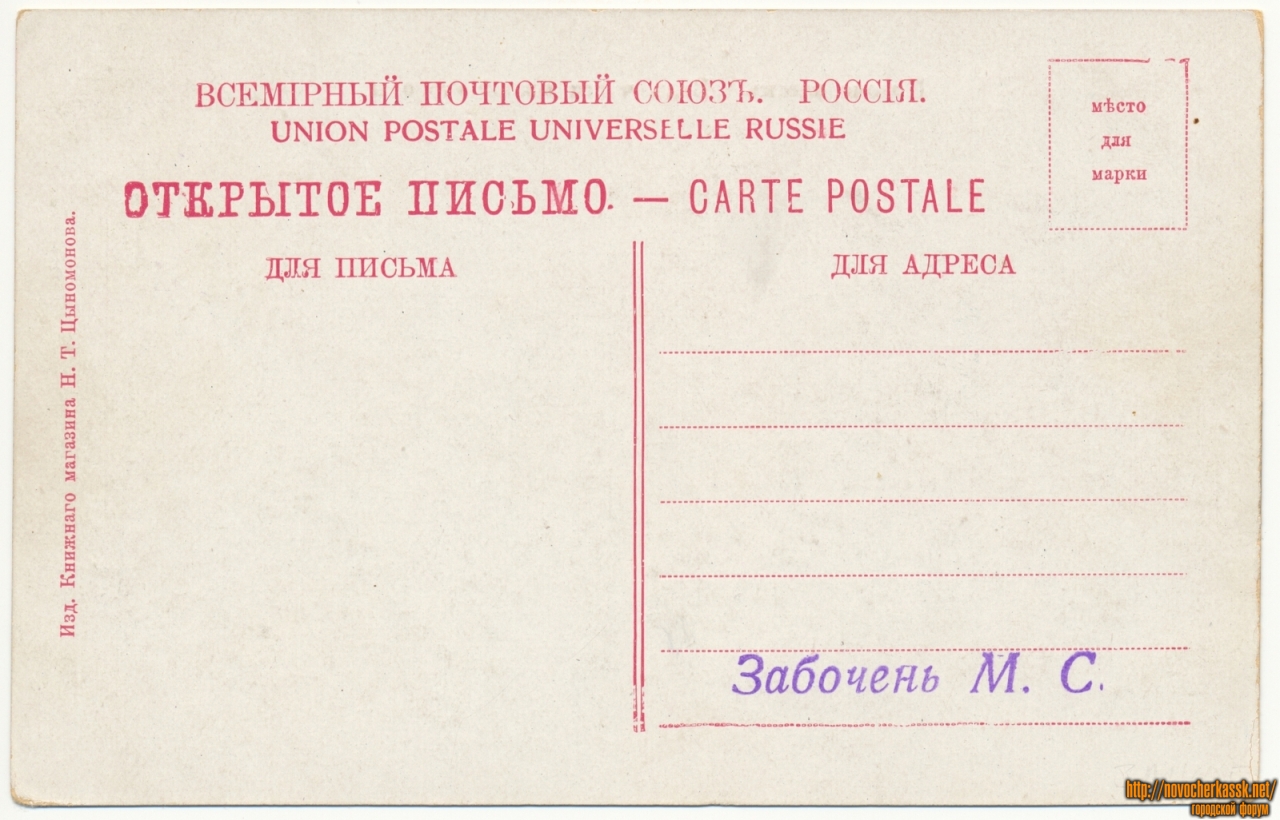 ВСЕМІРНЫЙ ПОЧТОВЫЙ СОЮЗЪ. РОССІЯ.
UNION POSTALE UNIVERSELLE RUSSIE
ОТКРЫТОЕ ПИСЬМО. — CARTE POSTALE
мѣсто
для
марки
ДЛЯ ПИСЬМА
ДЛЯ АДРЕСА
Изд. Книжнаго магазина Н. Т. Цыномонова.
Забочень М. С.
http://novocherkassk.net/
городской форум